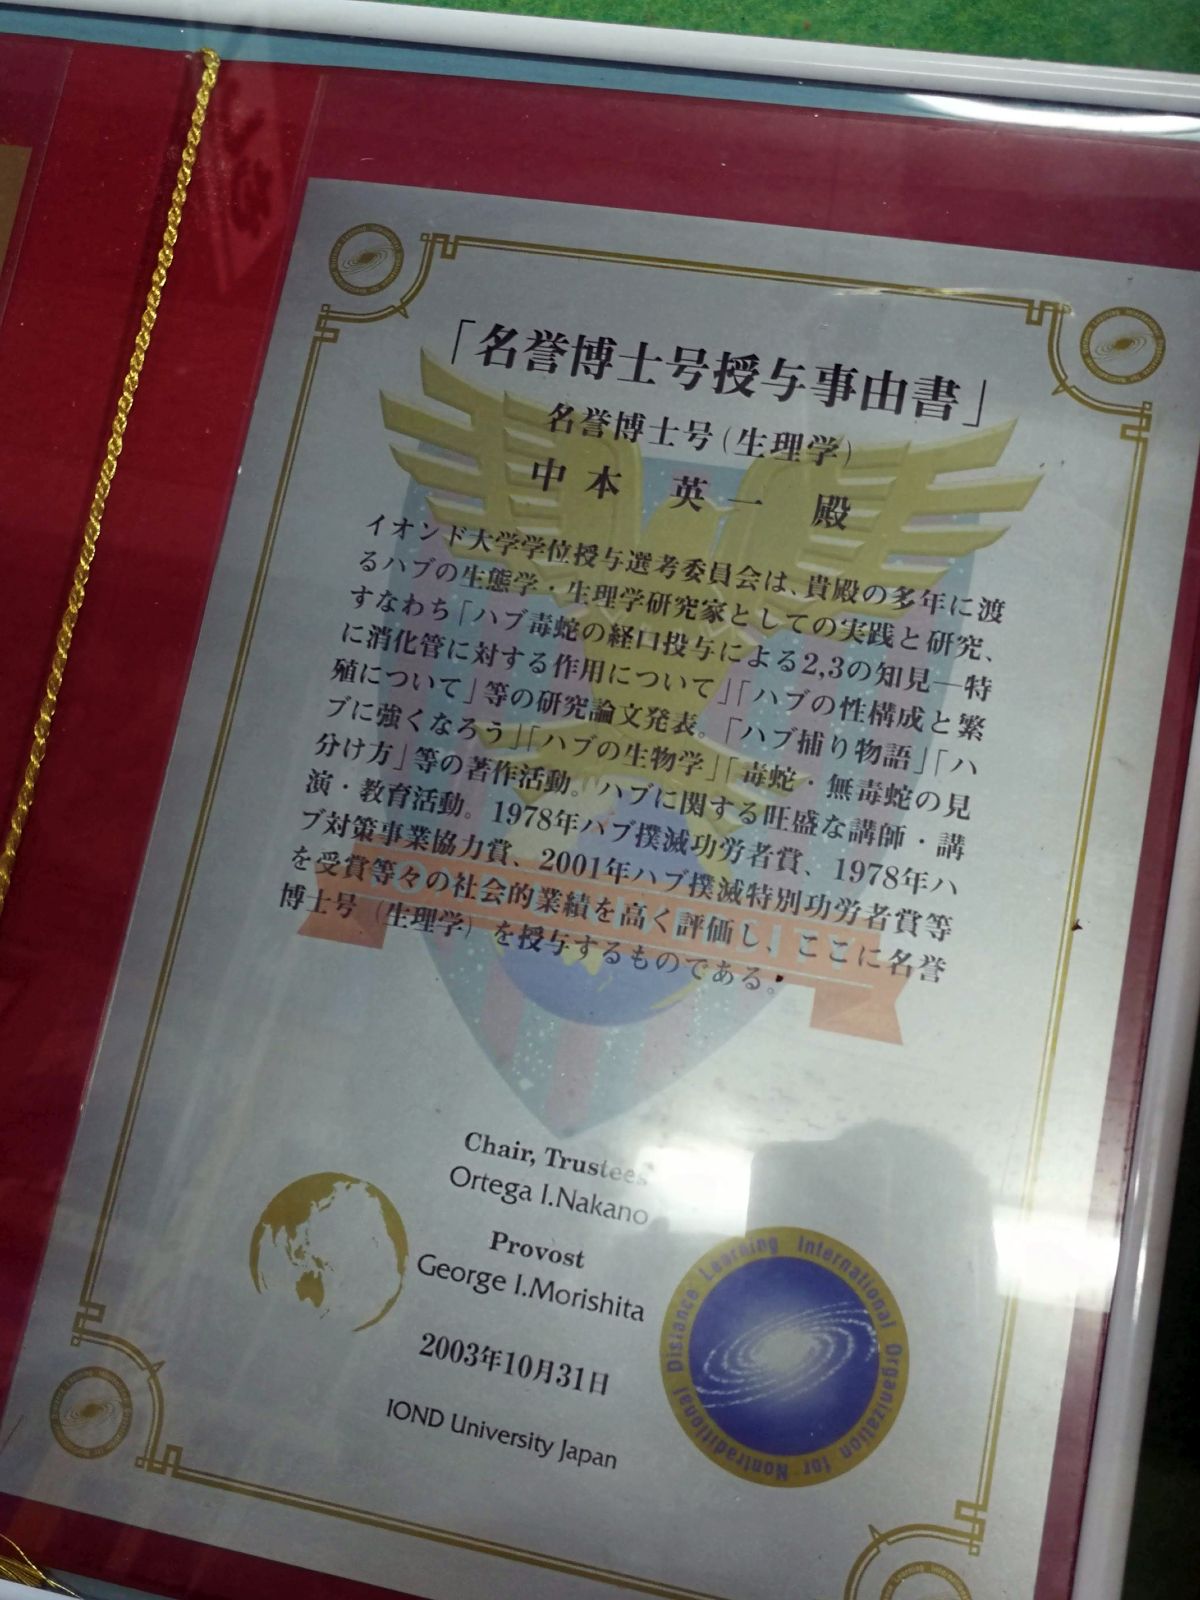 「名誉博士号授与事由書」
名誉博士号（生理学）
中本 英一 殿
イオンド大学学位授与選考委員会は、貴殿の多年に渡
るハブの生態学・生理学研究家としての実践と研究、
すなわち「ハブ毒蛇の経口投与による2,3の知見―特
に消化管に対する作用について」「ハブの性構成と繁
殖について」等の研究論文発表。「ハブ捕り物語」「ハ
ブに強くなろう」「ハブの生物学」「毒蛇・無毒蛇の見
分け方」等の著作活動。ハブに関する旺盛な講師・講
演・教育活動。1978年ハブ撲滅功労者賞、1978年ハ
ブ対策事業協力賞、2001年ハブ撲滅特別功労者賞等
を受賞等々の社会的業績を高く評価し、ここに名誉
博士号（生理学）を授与するものである。
Chair, Trustees
Ortega I.Nakano
Provost
George I.Morishita
2003年10月31日
IOND University Japan
International Organization for Nontraditional Distance Learning